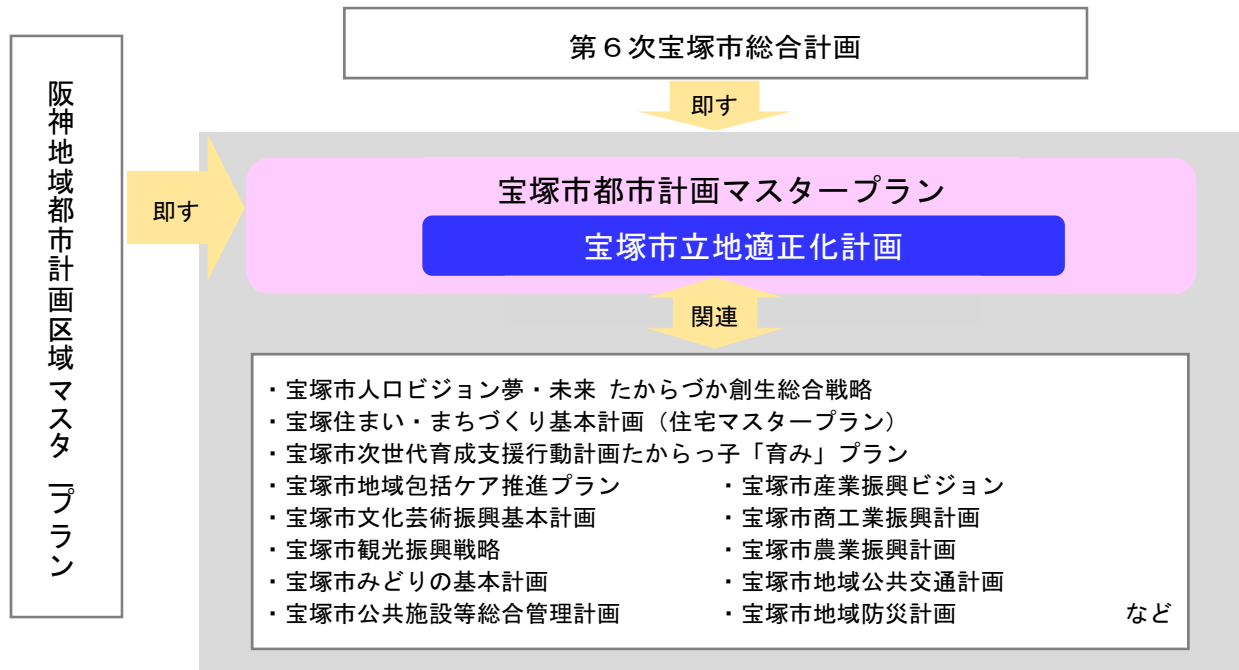 第６次宝塚市総合計画
即す
阪神地域都市計画区域マスタープラン
即す
宝塚市都市計画マスタープラン
宝塚市立地適正化計画
関連
・宝塚市人口ビジョン夢・未来 たからづか創生総合戦略
・宝塚住まい・まちづくり基本計画（住宅マスタープラン）
・宝塚市次世代育成支援行動計画たからっ子「育み」プラン
・宝塚市地域包括ケア推進プラン ・宝塚市産業振興ビジョン
・宝塚市文化芸術振興基本計画 ・宝塚市商工業振興計画
・宝塚市観光振興戦略 ・宝塚市農業振興計画
・宝塚市みどりの基本計画 ・宝塚市地域公共交通計画
・宝塚市公共施設等総合管理計画 ・宝塚市地域防災計画 など